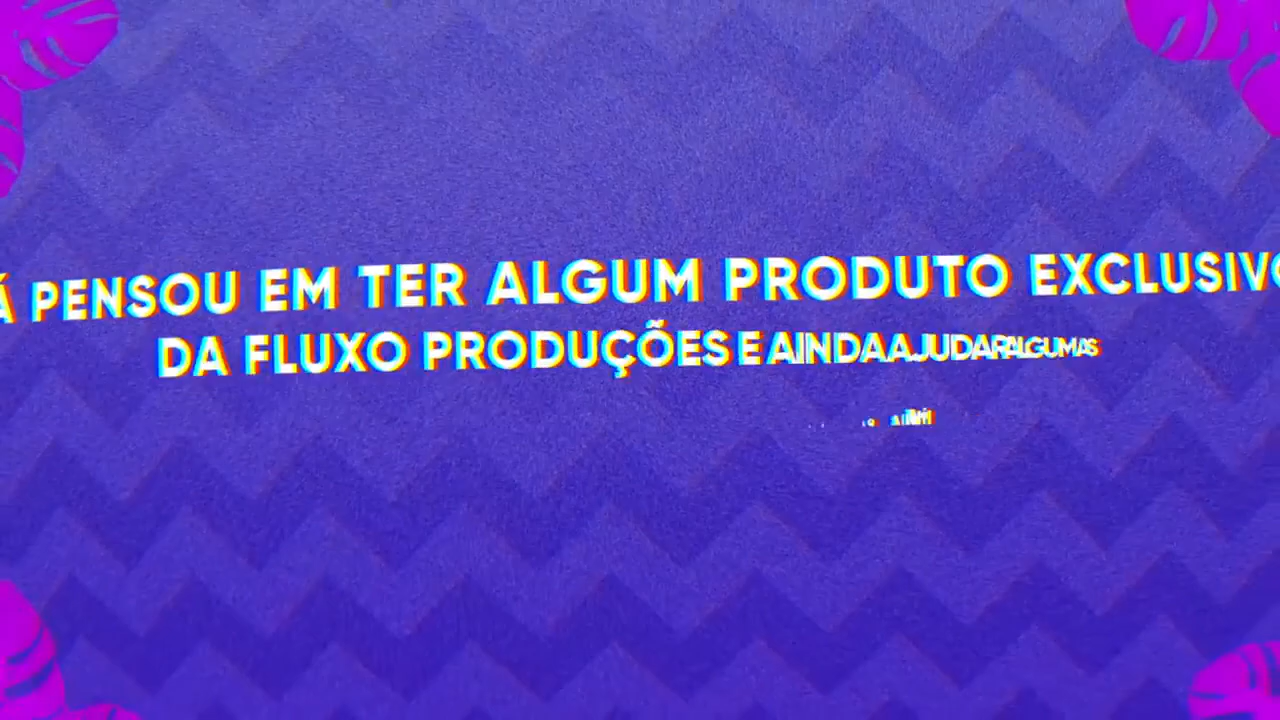 Á PENSOU EM TER ALGUM PRODUTO EXCLUSIVO
DA FLUXO PRODUÇÕES E AINDA AJUDAR ALGUMAS